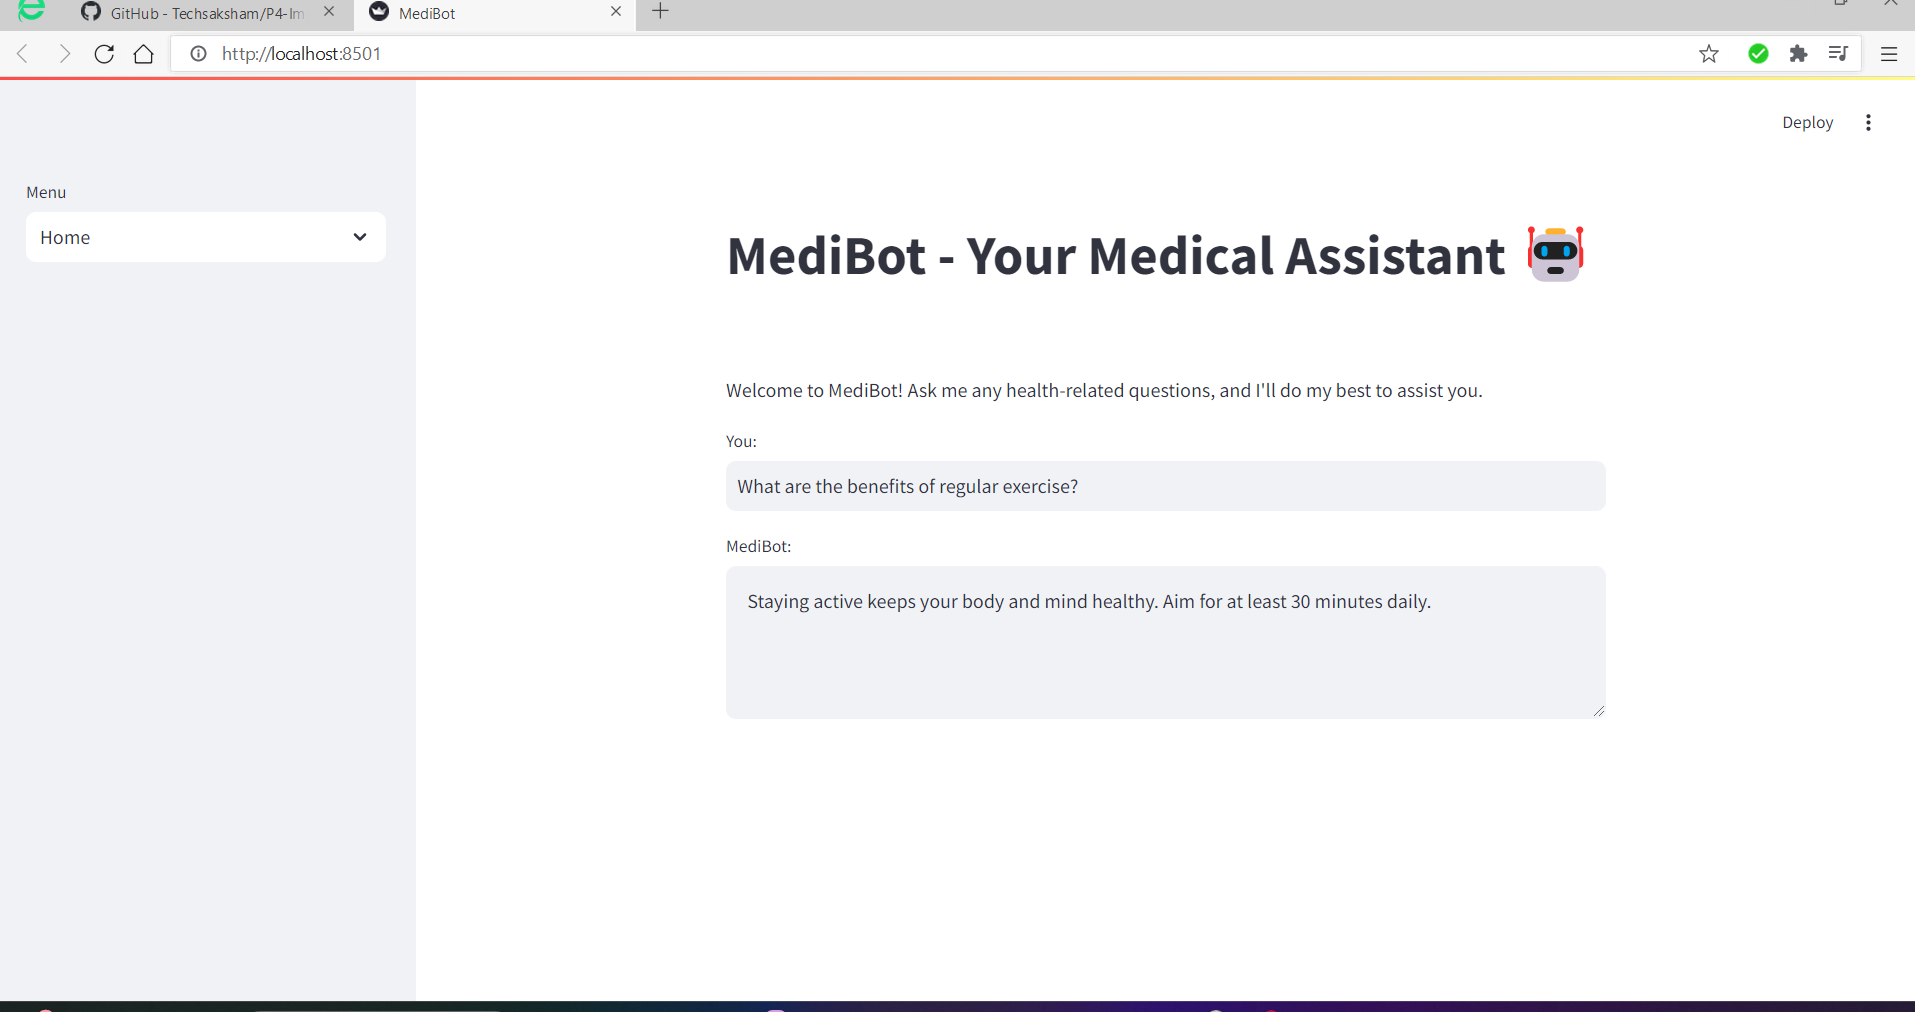 GitHub - Techsaksham/P4-Im
MediBot
http://localhost:8501
Deploy
Menu
Home
MediBot - Your Medical Assistant
Welcome to MediBot! Ask me any health-related questions, and I'll do my best to assist you.
You:
What are the benefits of regular exercise?
MediBot:
Staying active keeps your body and mind healthy. Aim for at least 30 minutes daily.